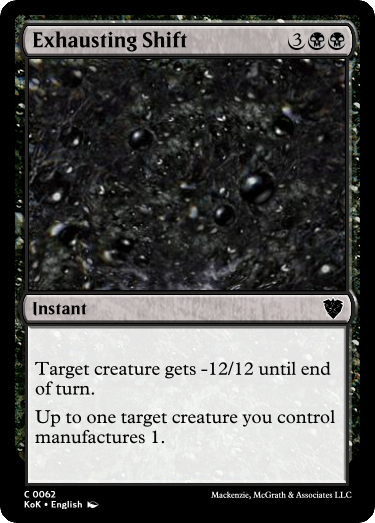 Exhausting Shift 3
Instant
Target creature gets -12/12 until end
of turn.
Up to one target creature you control
manufactures 1.
C 0062
KoK • English
Mackenzie, McGrath & Associates LLC